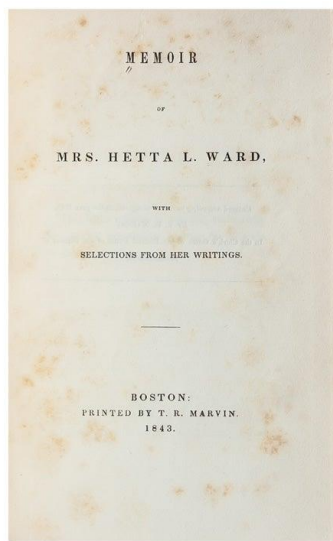 MEMOIR
OF
MRS. HETTA L. WARD,
WITH
SELECTIONS FROM HER WRITINGS.
BOSTON:
PRINTED BY T. R. MARVIN.
1843.